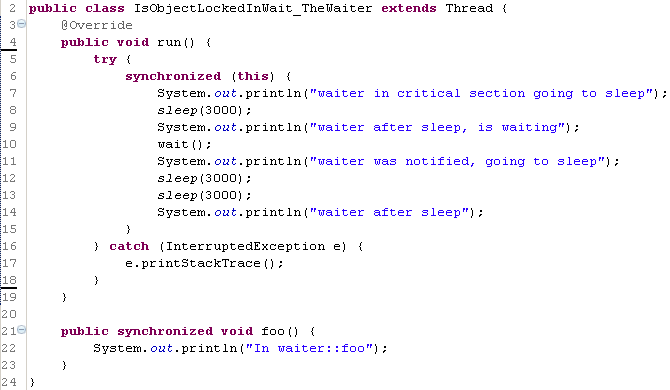 2 public class IsObjectLockedInWait_TheWaiter extends Thread {
3 @Override
4 public void run() {
5 try {
6 synchronized (this) {
7 System.out.println("waiter in critical section going to sleep");
8 sleep(3000);
9 System.out.println("waiter after sleep, is waiting");
10 wait();
11 System.out.println("waiter was notified, going to sleep");
12 sleep(3000);
13 sleep(3000);
14 System.out.println("waiter after sleep");
15 }
16 } catch (InterruptedException e) {
17 e.printStackTrace();
18 }
19 }
20
21 public synchronized void foo() {
22 System.out.println("In waiter::foo");
23 }
24 }